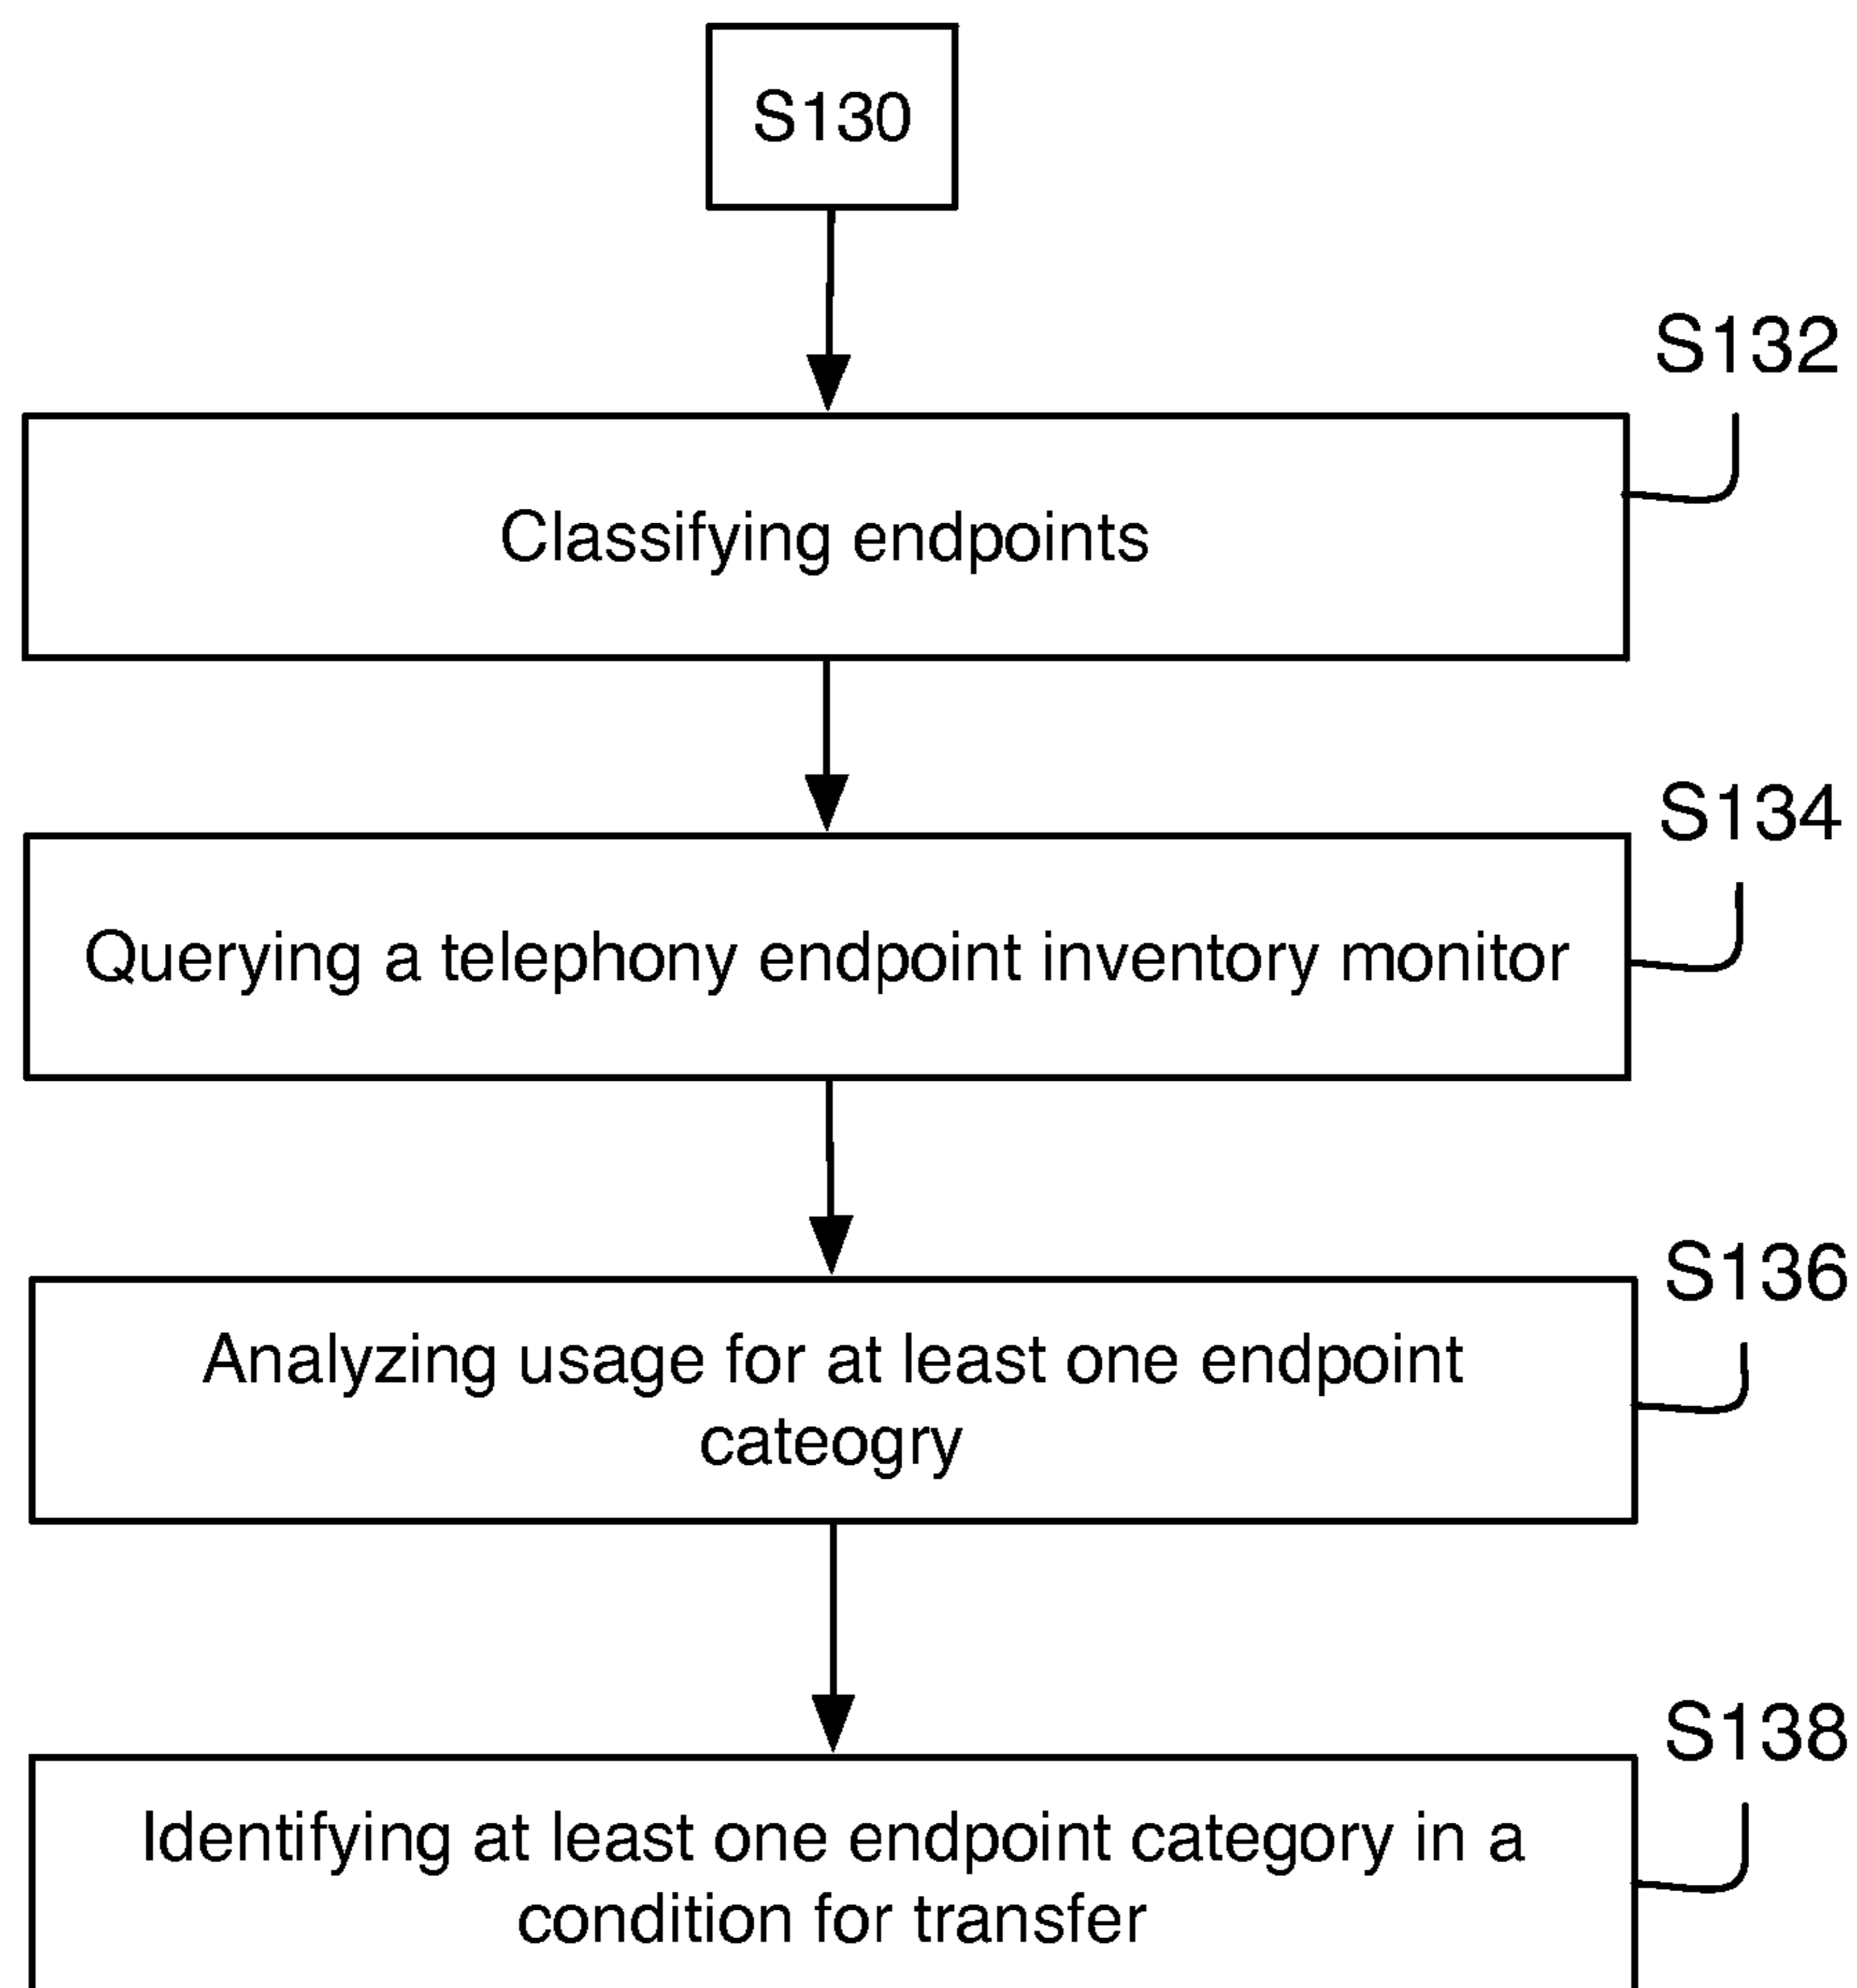 S130
S132
Classifying endpoints
S134
Querying a telephony endpoint inventory monitor
S136
Analyzing usage for at least one endpoint
cateogry
S138
Identifying at least one endpoint category in a
condition for transfer